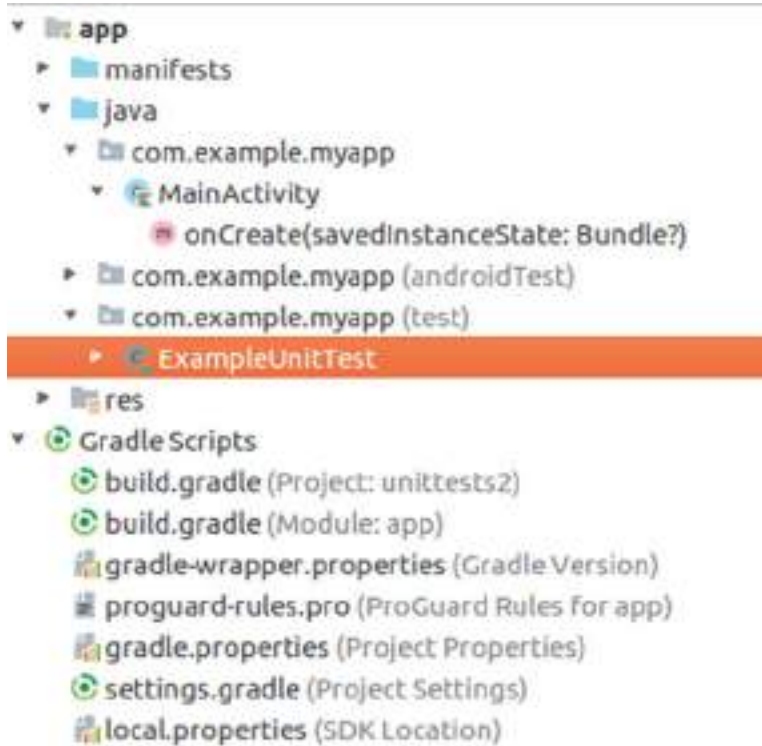 app
manifests
java
com.example.myapp
MainActivity
onCreate(savedInstanceState: Bundle?)
com.example.myapp (androidTest)
com.example.myapp (test)
ExampleUnitTest
res
Gradle Scripts
build.gradle (Project: unittests2)
build.gradle (Module: app)
gradle-wrapper.properties (Gradle Version)
proguard-rules.pro (ProGuard Rules for app)
gradle.properties (Project Properties)
settings.gradle (Project Settings)
local.properties (SDK Location)